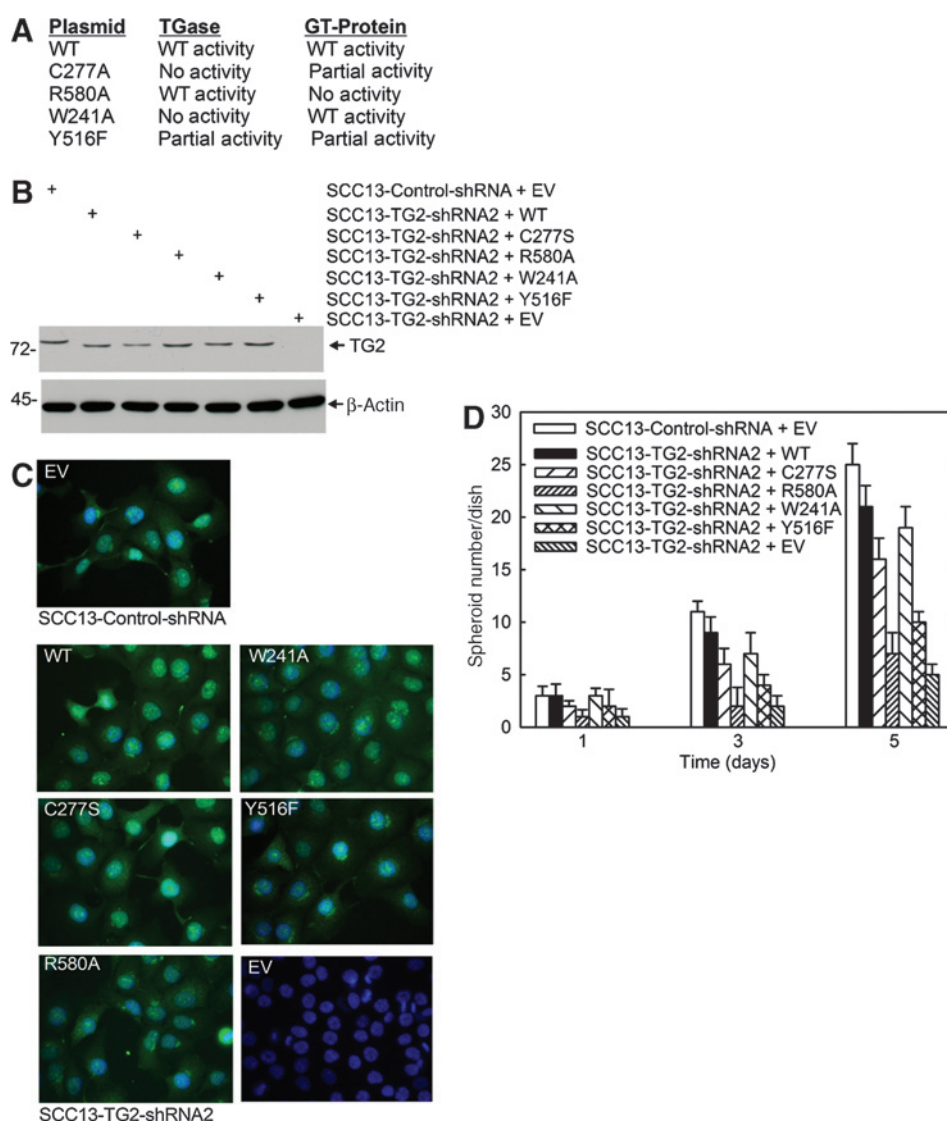 A
Plasmid TGase GT-Protein
WT WT activity WT activity
C277A No activity Partial activity
R580A WT activity No activity
W241A No activity WT activity
Y516F Partial activity Partial activity
B
+ SCC13-Control-shRNA + EV
+ SCC13-TG2-shRNA2 + WT
+ SCC13-TG2-shRNA2 + C277S
+ SCC13-TG2-shRNA2 + R580A
+ SCC13-TG2-shRNA2 + W241A
+ SCC13-TG2-shRNA2 + Y516F
+ SCC13-TG2-shRNA2 + EV
72- TG2
45- β-Actin
C
EV
SCC13-Control-shRNA
WT W241A
C277S Y516F
R580A EV
SCC13-TG2-shRNA2
D
SCC13-Control-shRNA + EV
SCC13-TG2-shRNA2 + WT
SCC13-TG2-shRNA2 + C277S
SCC13-TG2-shRNA2 + R580A
SCC13-TG2-shRNA2 + W241A
SCC13-TG2-shRNA2 + Y516F
SCC13-TG2-shRNA2 + EV
Spheroid number/dish
30
25
20
15
10
5
0
1 3 5
Time (days)